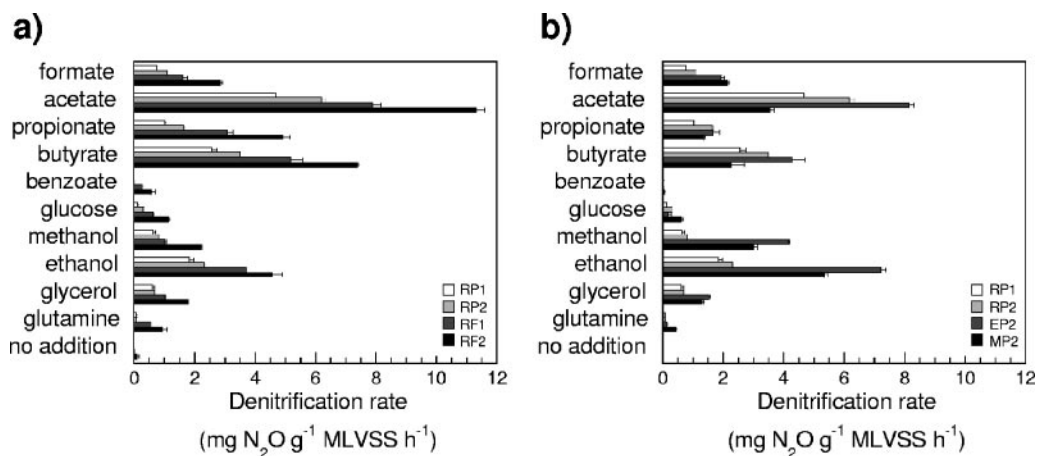 a)
formate
acetate
propionate
butyrate
benzoate
glucose
methanol
ethanol
glycerol
glutamine
no addition
RP1
RP2
RF1
RF2
0 2 4 6 8 10 12
Denitrification rate
(mg N₂O g⁻¹ MLVSS h⁻¹)
b)
formate
acetate
propionate
butyrate
benzoate
glucose
methanol
ethanol
glycerol
glutamine
no addition
RP1
RP2
EP2
MP2
0 2 4 6 8 10 12
Denitrification rate
(mg N₂O g⁻¹ MLVSS h⁻¹)